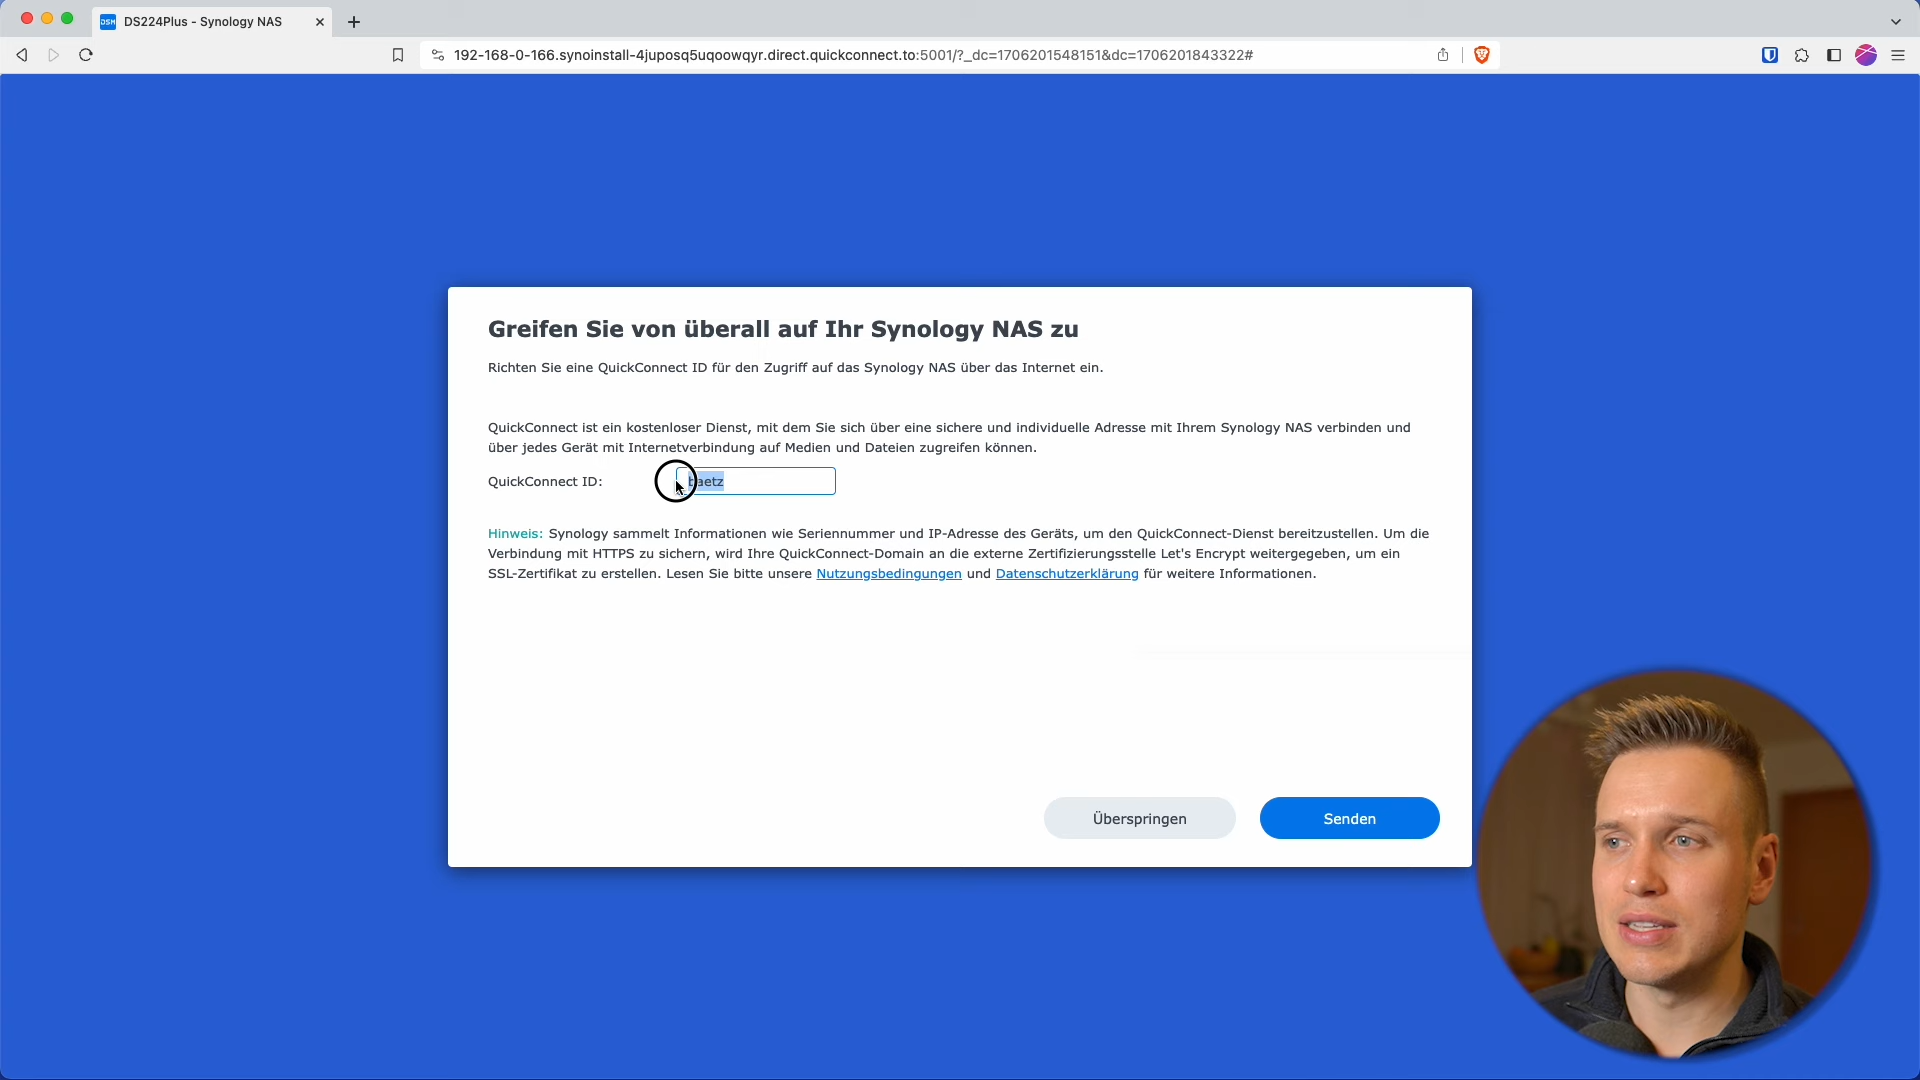 DSM DS224Plus - Synology NAS
192-168-0-166.synoinstall-4juposq5uqoowqyr.direct.quickconnect.to:5001/?_dc=1706201548151&dc=1706201843322#
Greifen Sie von überall auf Ihr Synology NAS zu
Richten Sie eine QuickConnect ID für den Zugriff auf das Synology NAS über das Internet ein.
QuickConnect ist ein kostenloser Dienst, mit dem Sie sich über eine sichere und individuelle Adresse mit Ihrem Synology NAS verbinden und
über jedes Gerät mit Internetverbindung auf Medien und Dateien zugreifen können.
QuickConnect ID:
Hinweis: Synology sammelt Informationen wie Seriennummer und IP-Adresse des Geräts, um den QuickConnect-Dienst bereitzustellen. Um die
Verbindung mit HTTPS zu sichern, wird Ihre QuickConnect-Domain an die externe Zertifizierungsstelle Let's Encrypt weitergegeben, um ein
SSL-Zertifikat zu erstellen. Lesen Sie bitte unsere Nutzungsbedingungen und Datenschutzerklärung für weitere Informationen.
Überspringen Senden